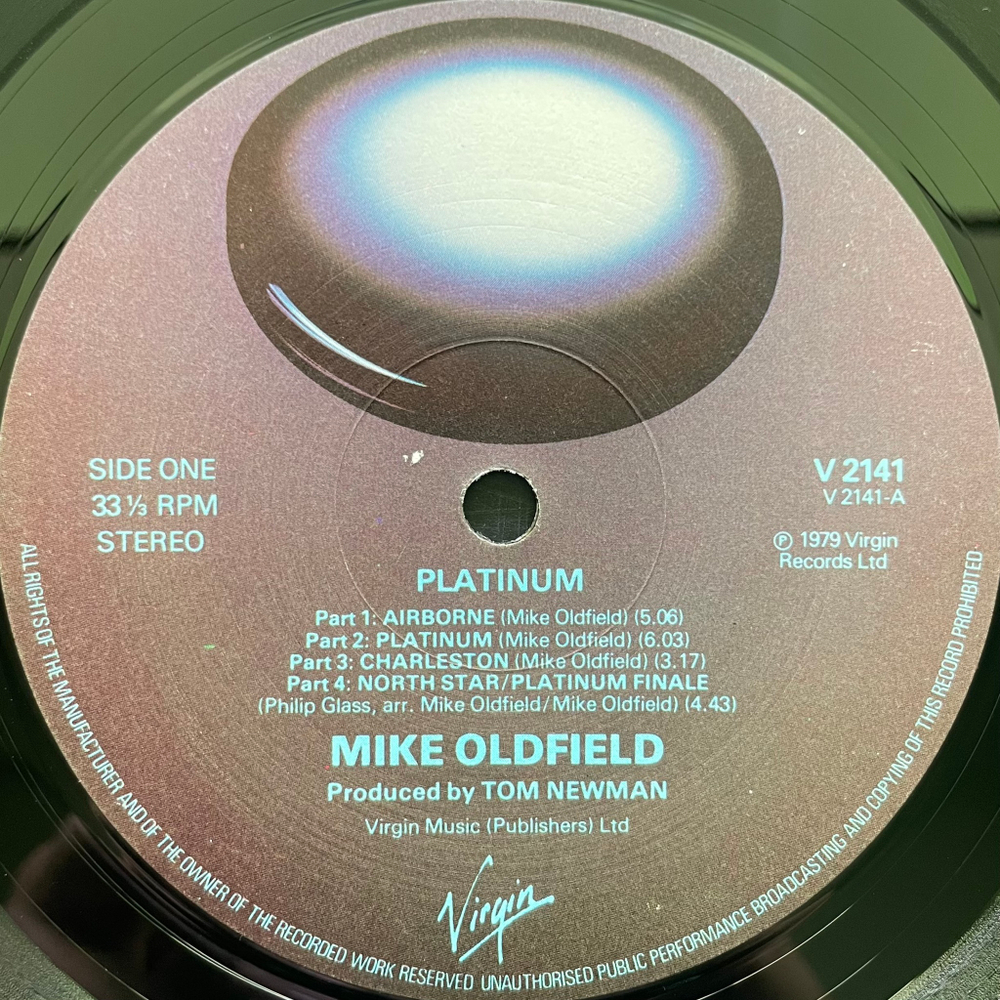 SIDE ONE
33⅓ RPM
STEREO
V 2141
V 2141-A
℗ 1979 Virgin
Records Ltd
PLATINUM
Part 1: AIRBORNE (Mike Oldfield) (5.06)
Part 2: PLATINUM (Mike Oldfield) (6.03)
Part 3: CHARLESTON (Mike Oldfield) (3.17)
Part 4: NORTH STAR/PLATINUM FINALE
(Philip Glass, arr. Mike Oldfield/Mike Oldfield) (4.43)
MIKE OLDFIELD
Produced by TOM NEWMAN
Virgin Music (Publishers) Ltd
Virgin
ALL RIGHTS OF THE MANUFACTURER AND OF THE OWNER OF THE RECORDED WORK RESERVED UNAUTHORISED PUBLIC PERFORMANCE BROADCASTING AND COPYING OF THIS RECORD PROHIBITED